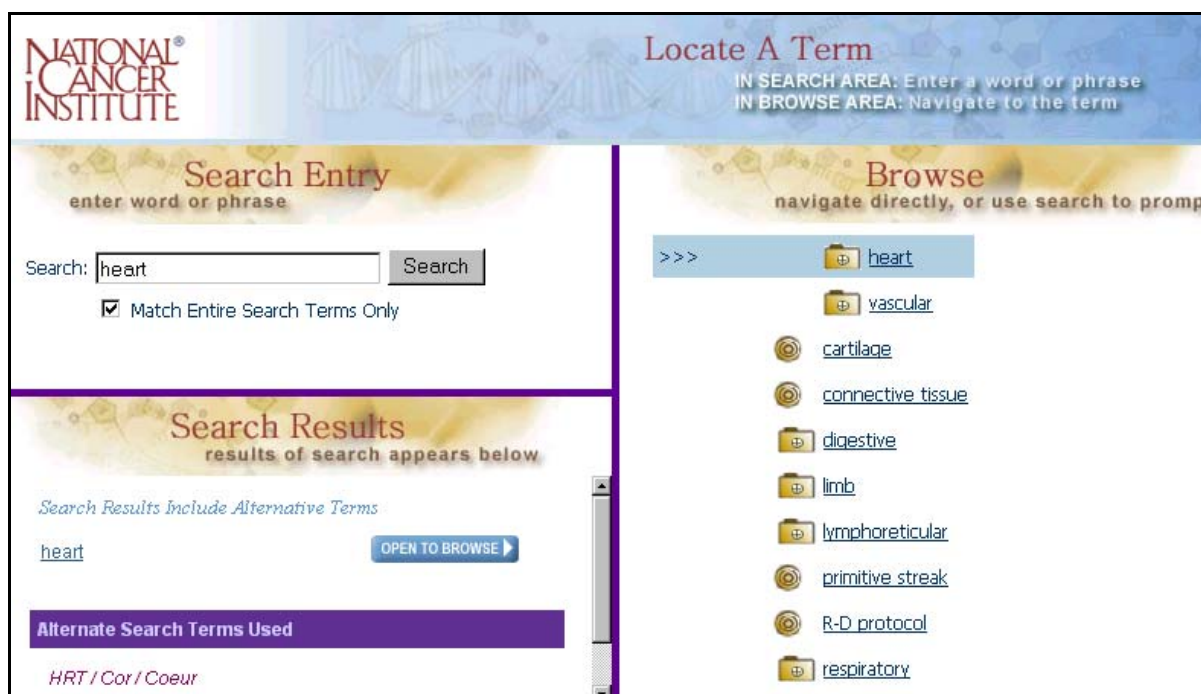 NATIONAL®
CANCER
INSTITUTE
Locate A Term
IN SEARCH AREA: Enter a word or phrase
IN BROWSE AREA: Navigate to the term
Search Entry
enter word or phrase
Search: heart Search
Match Entire Search Terms Only
Search Results
results of search appears below
Search Results Include Alternative Terms
heart OPEN TO BROWSE
Alternate Search Terms Used
HRT / Cor / Coeur
Browse
navigate directly, or use search to promp
>>> heart
vascular
cartilage
connective tissue
digestive
limb
lymphoreticular
primitive streak
R-D protocol
respiratory